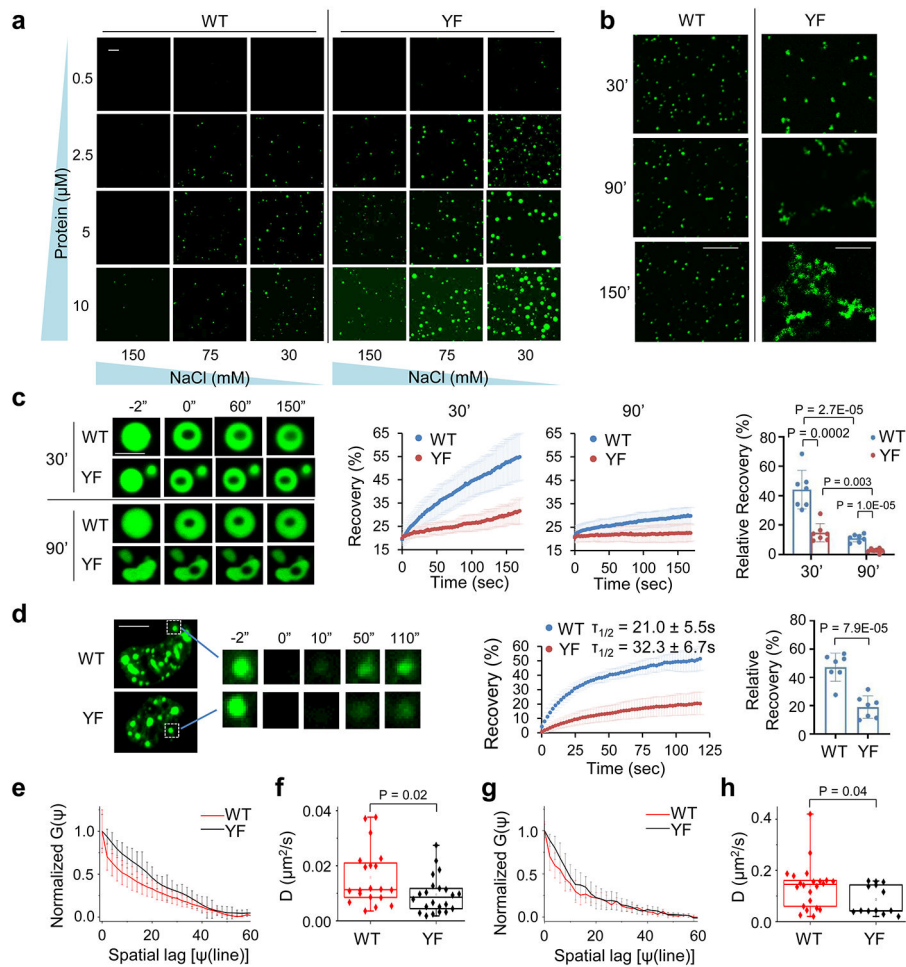 a
WT
YF
0.5
2.5
5
10
Protein (μM)
150
75
30
150
75
30
NaCl (mM)
NaCl (mM)
b
WT
YF
30'
90'
150'
c
-2"
0"
60"
150"
30'
WT
YF
90'
WT
YF
30'
65
55
45
35
25
15
Recovery (%)
WT
YF
0
50
100
150
Time (sec)
90'
65
55
45
35
25
15
Recovery (%)
WT
YF
0
50
100
150
Time (sec)
P = 2.7E-05
P = 0.0002
WT
YF
P = 0.003
P = 1.0E-05
80
60
40
20
0
Relative Recovery (%)
30'
90'
d
WT
YF
-2"
0"
10"
50"
110"
WT τ1/2 = 21.0 ± 5.5s
YF τ1/2 = 32.3 ± 6.7s
60
50
40
30
20
10
0
Recovery (%)
0
25
50
75
100
125
Time (sec)
P = 7.9E-05
80
60
40
20
0
Relative
Recovery (%)
WT
YF
e
WT
YF
1.0
0.5
0.0
Normalized G(ψ)
0
20
40
60
Spatial lag [ψ(line)]
f
P = 0.02
0.04
0.02
0.00
D (μm²/s)
WT
YF
g
WT
YF
1.0
0.5
0.0
Normalized G(ψ)
0
20
40
60
Spatial lag [ψ(line)]
h
P = 0.04
0.4
0.2
0.0
D (μm²/s)
WT
YF